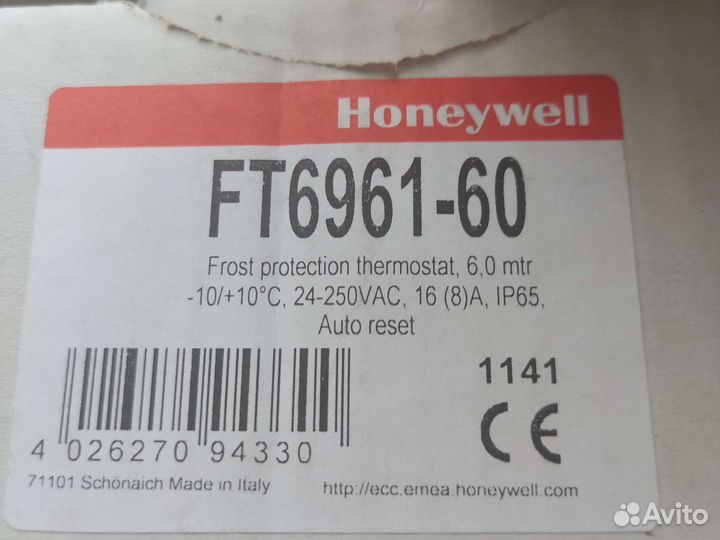 Honeywell
FT6961-60
Frost protection thermostat, 6,0 mtr
-10/+10°C, 24-250VAC, 16 (8)A, IP65,
Auto reset
1141
CE
4 026270 94330
71101 Schönaich Made in Italy
http://ecc.emea.honeywell.com
Avito